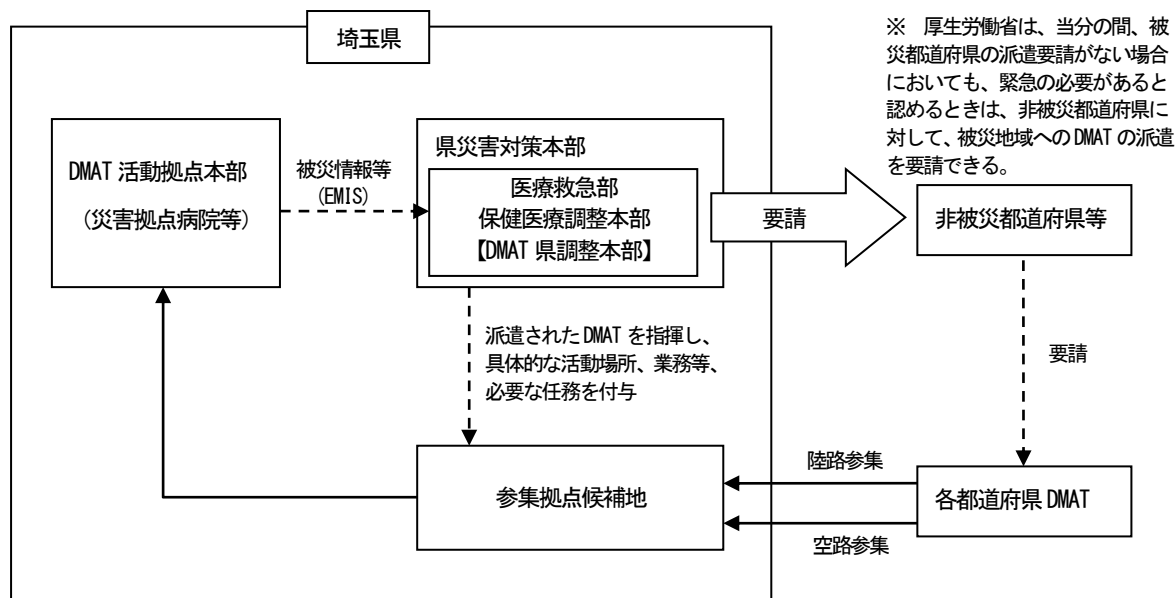 埼玉県
※ 厚生労働省は、当分の間、被
災都道府県の派遣要請がない場合
においても、緊急の必要があると
認めるときは、非被災都道府県に
対して、被災地域への DMAT の派遣
を要請できる。
DMAT 活動拠点本部
(災害拠点病院等)
被災情報等
(EMIS)
県災害対策本部
医療救急部
保健医療調整本部
【DMAT 県調整本部】
要請
非被災都道府県等
派遣された DMAT を指揮し、
具体的な活動場所、業務等、
必要な任務を付与
要請
参集拠点候補地
陸路参集
空路参集
各都道府県 DMAT